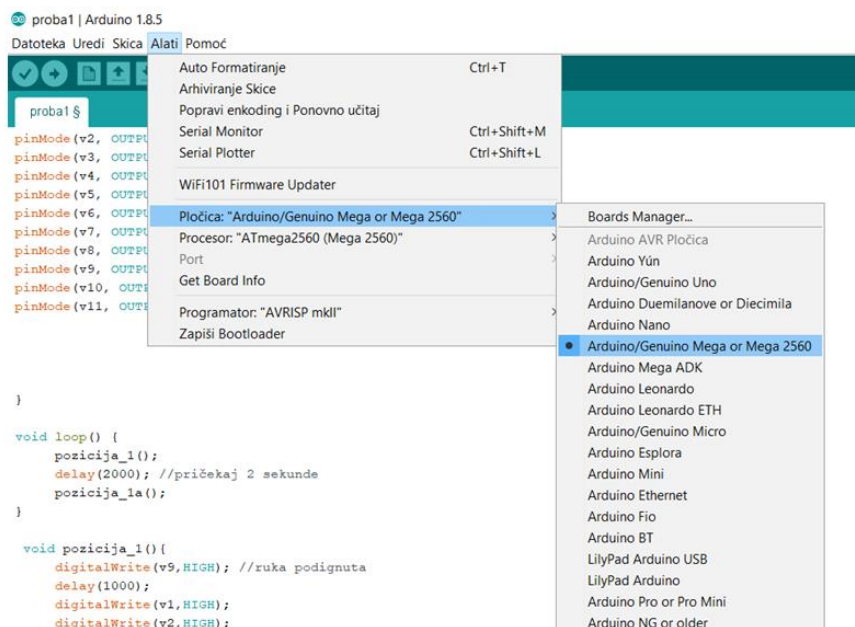 proba1 | Arduino 1.8.5
Datoteka Uredi Skica Alati Pomoć
proba1 §
Auto Formatiranje Ctrl+T
Arhiviranje Skice
Popravi enkoding i Ponovno učitaj
Serial Monitor Ctrl+Shift+M
Serial Plotter Ctrl+Shift+L
WiFi101 Firmware Updater
Pločica: "Arduino/Genuino Mega or Mega 2560"
Procesor: "ATmega2560 (Mega 2560)"
Port
Get Board Info
Programator: "AVRISP mkII"
Zapiši Bootloader
Boards Manager...
Arduino AVR Pločica
Arduino Yún
Arduino/Genuino Uno
Arduino Duemilanove or Diecimila
Arduino Nano
Arduino/Genuino Mega or Mega 2560
Arduino Mega ADK
Arduino Leonardo
Arduino Leonardo ETH
Arduino/Genuino Micro
Arduino Esplora
Arduino Mini
Arduino Ethernet
Arduino Fio
Arduino BT
LilyPad Arduino USB
LilyPad Arduino
Arduino Pro or Pro Mini
Arduino NG or older
pinMode(v2, OUTPU
pinMode(v3, OUTPU
pinMode(v4, OUTPU
pinMode(v5, OUTPU
pinMode(v6, OUTPU
pinMode(v7, OUTPU
pinMode(v8, OUTPU
pinMode(v9, OUTPU
pinMode(v10, OUTP
pinMode(v11, OUTP
}
void loop() {
pozicija_1();
delay(2000); //pričekaj 2 sekunde
pozicija_1a();
}
void pozicija_1(){
digitalWrite(v9,HIGH); //ruka podignuta
delay(1000);
digitalWrite(v1,HIGH);
digitalWrite(v2,HIGH);